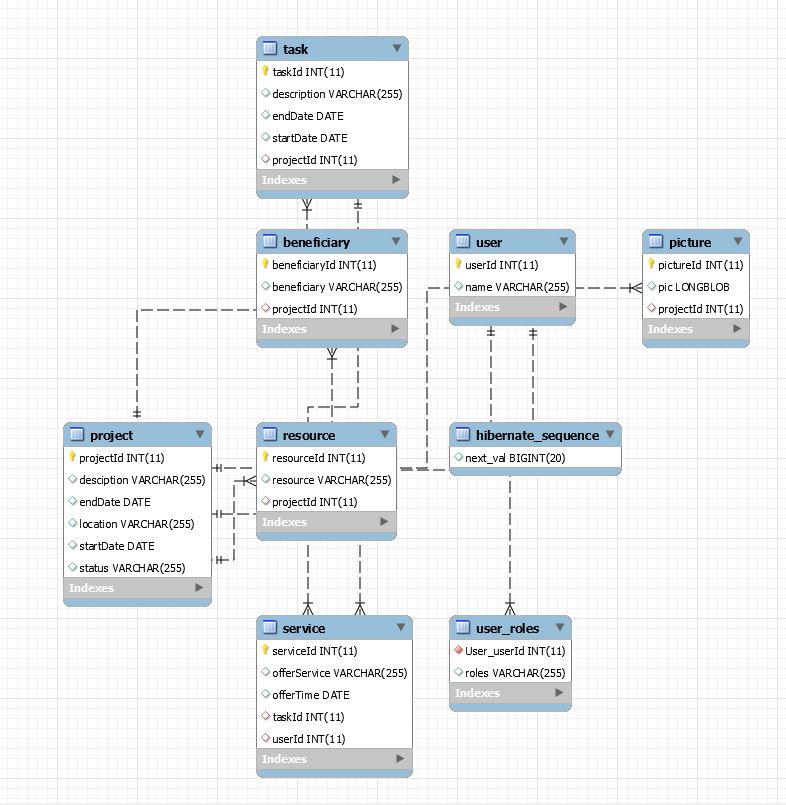 task
taskId INT(11)
description VARCHAR(255)
endDate DATE
startDate DATE
projectId INT(11)
Indexes
beneficiary
beneficiaryId INT(11)
beneficiary VARCHAR(255)
projectId INT(11)
Indexes
user
userId INT(11)
name VARCHAR(255)
Indexes
picture
pictureId INT(11)
pic LONGBLOB
projectId INT(11)
Indexes
project
projectId INT(11)
desciption VARCHAR(255)
endDate DATE
location VARCHAR(255)
startDate DATE
status VARCHAR(255)
Indexes
resource
resourceId INT(11)
resource VARCHAR(255)
projectId INT(11)
Indexes
hibernate_sequence
next_val BIGINT(20)
service
serviceId INT(11)
offerService VARCHAR(255)
offerTime DATE
taskId INT(11)
userId INT(11)
Indexes
user_roles
User_userId INT(11)
roles VARCHAR(255)
Indexes